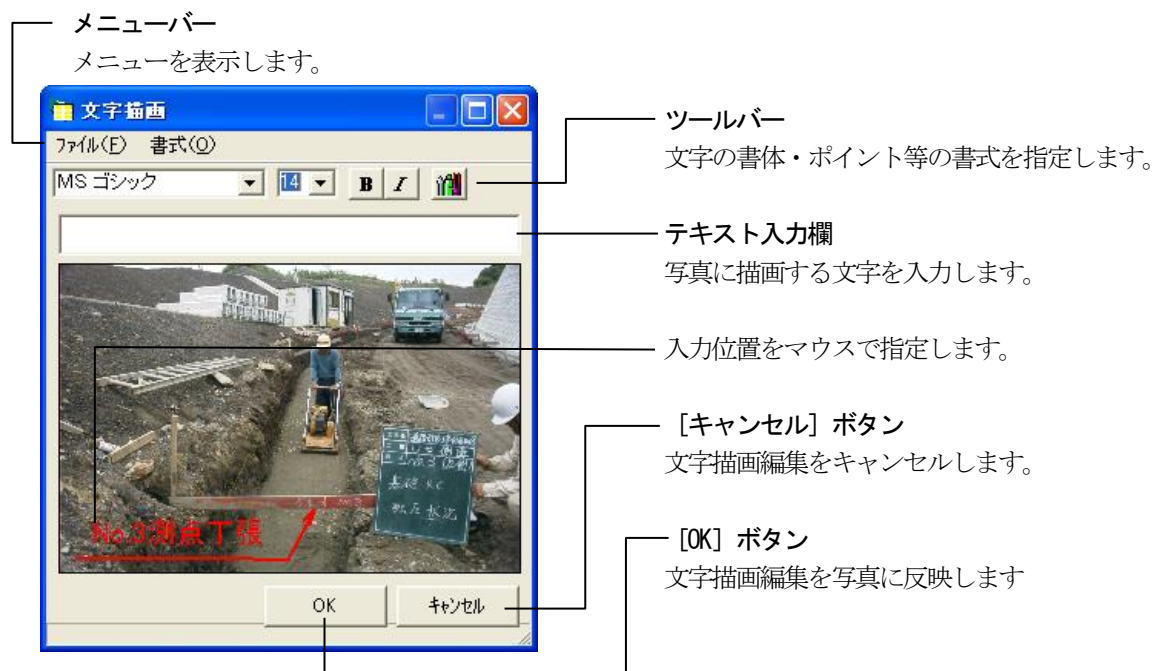 メニューバー
メニューを表示します。
文字描画
ファイル(F) 書式(O)
MS ゴシック 14 B I
ツールバー
文字の書体・ポイント等の書式を指定します。
テキスト入力欄
写真に描画する文字を入力します。
入力位置をマウスで指定します。
[キャンセル] ボタン
文字描画編集をキャンセルします。
No.3測点丁張
[OK] ボタン
文字描画編集を写真に反映します
OK キャンセル